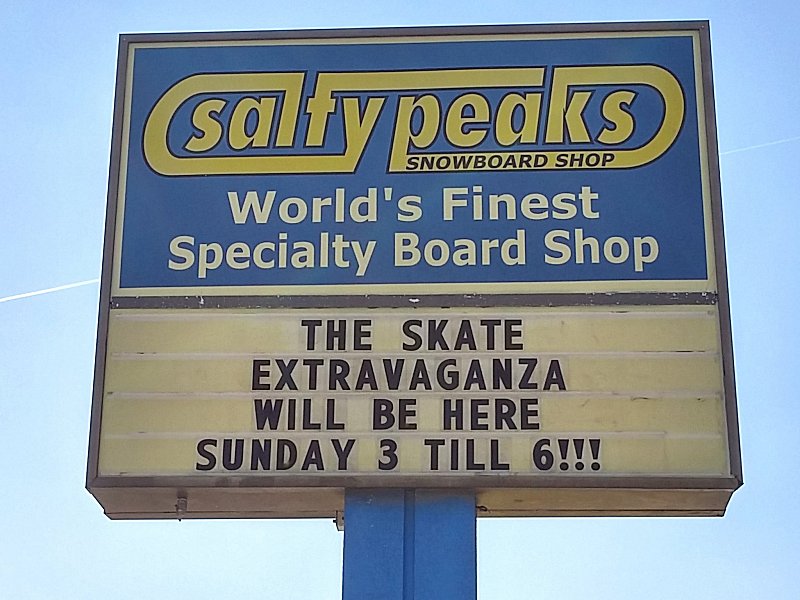 salty peaks
SNOWBOARD SHOP
World's Finest
Specialty Board Shop
THE SKATE
EXTRAVAGANZA
WILL BE HERE
SUNDAY 3 TILL 6!!!